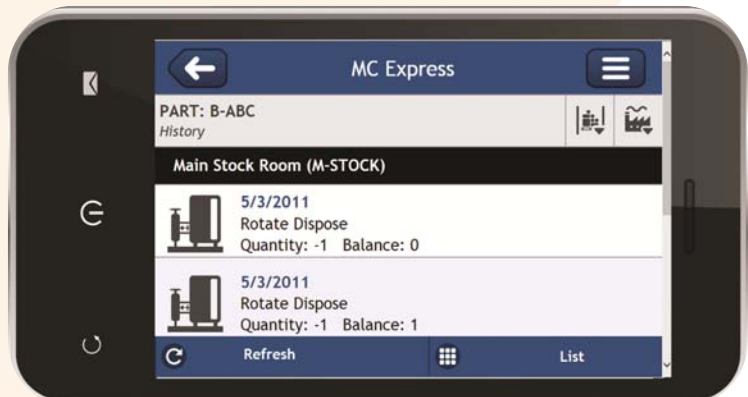 MC Express
PART: B-ABC
History
Main Stock Room (M-STOCK)
5/3/2011
Rotate Dispose
Quantity: -1 Balance: 0
5/3/2011
Rotate Dispose
Quantity: -1 Balance: 1
Refresh
List